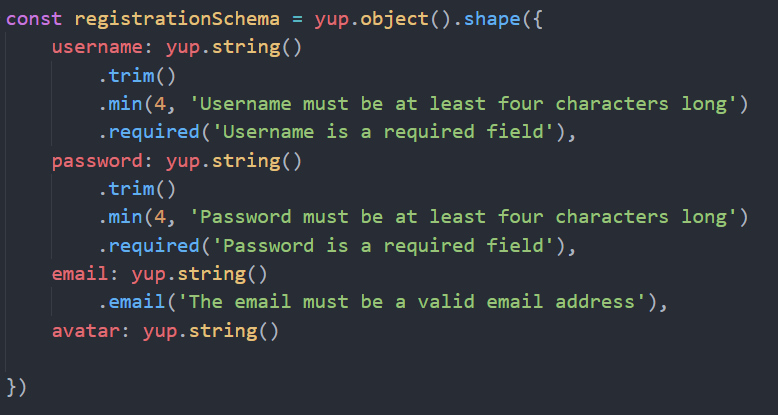 const registrationSchema = yup.object().shape({
    username: yup.string()
        .trim()
        .min(4, 'Username must be at least four characters long')
        .required('Username is a required field'),
    password: yup.string()
        .trim()
        .min(4, 'Password must be at least four characters long')
        .required('Password is a required field'),
    email: yup.string()
        .email('The email must be a valid email address'),
    avatar: yup.string()
})